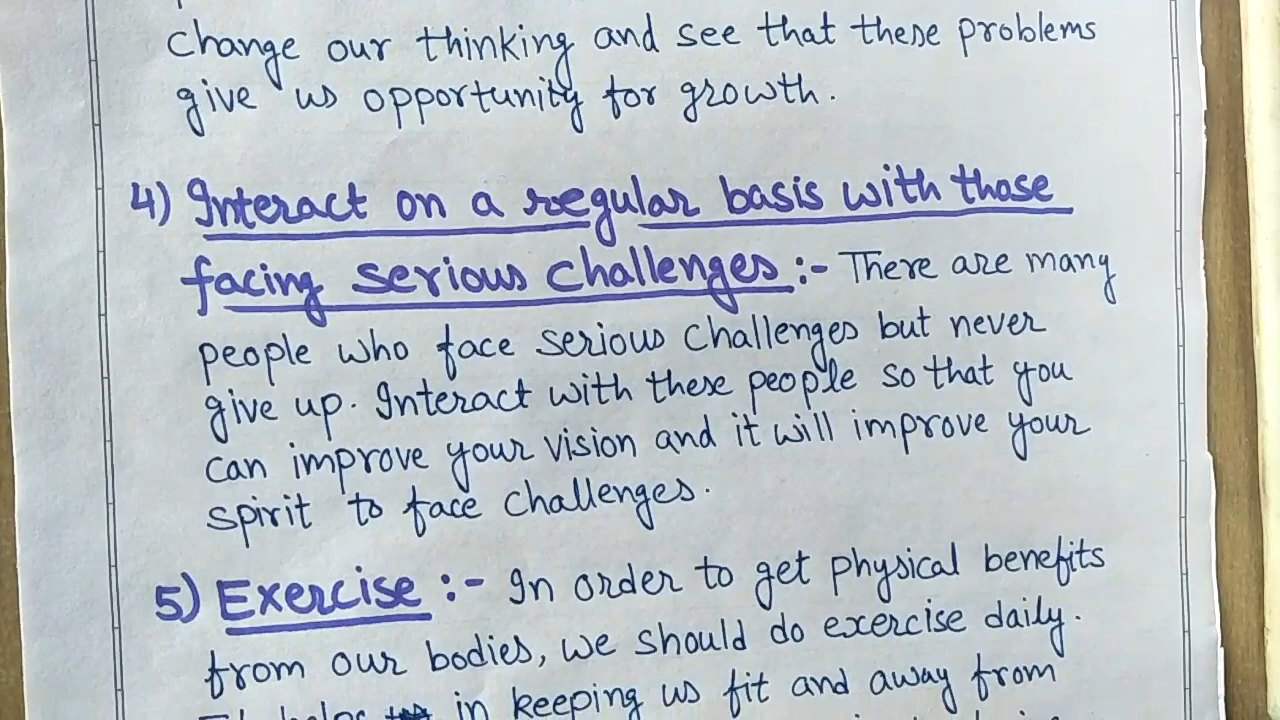 change our thinking and see that these problems
give us opportunity for growth.
4) Interact on a regular basis with those
facing serious challenges :- There are many
people who face serious challenges but never
give up. Interact with these people so that you
can improve your vision and it will improve your
spirit to face challenges.
5) Exercise :- In order to get physical benefits
from our bodies, we should do exercise daily.
in keeping us fit and away from